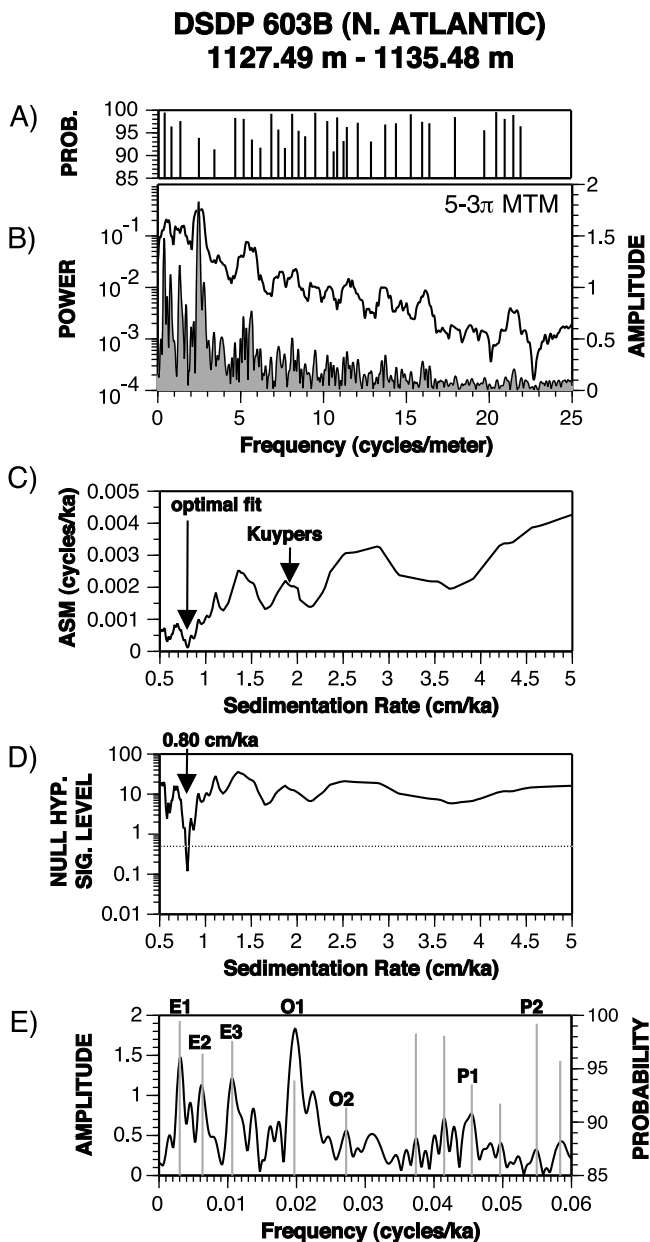 DSDP 603B (N. ATLANTIC)
1127.49 m - 1135.48 m
A)
PROB.
100
95
90
85
B)
5-3π MTM
POWER
10⁻¹
10⁻²
10⁻³
10⁻⁴
2
1.5
1
0.5
0
AMPLITUDE
0 5 10 15 20 25
Frequency (cycles/meter)
C)
ASM (cycles/ka)
0.005
0.004
0.003
0.002
0.001
0
optimal fit
Kuypers
0.5 1 1.5 2 2.5 3 3.5 4 4.5 5
Sedimentation Rate (cm/ka)
D)
0.80 cm/ka
NULL HYP.
SIG. LEVEL
100
10
1
0.1
0.01
0.5 1 1.5 2 2.5 3 3.5 4 4.5 5
Sedimentation Rate (cm/ka)
E)
AMPLITUDE
2
1.5
1
0.5
0
E1
E2
E3
O1
O2
P1
P2
100
95
90
85
PROBABILITY
0 0.01 0.02 0.03 0.04 0.05 0.06
Frequency (cycles/ka)